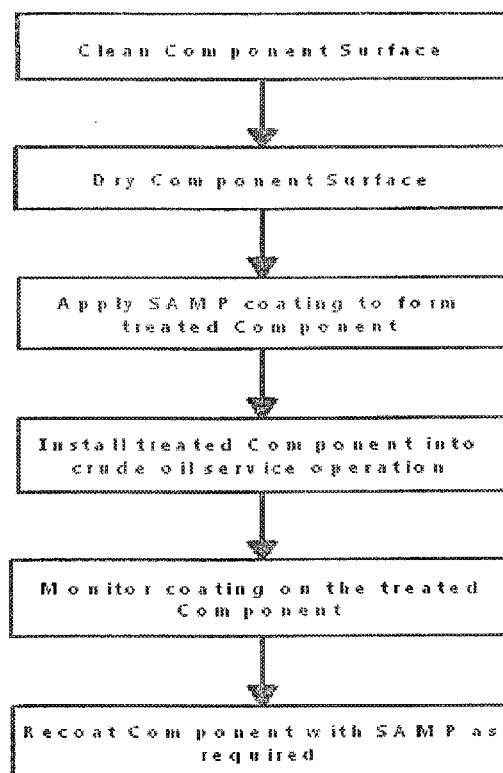 Clean Component Surface
Dry Component Surface
Apply SAMP coating to form
treated Component
Install treated Component into
crude oil service operation
Monitor coating on the treated
Component
Recoat Component with SAMP as
required